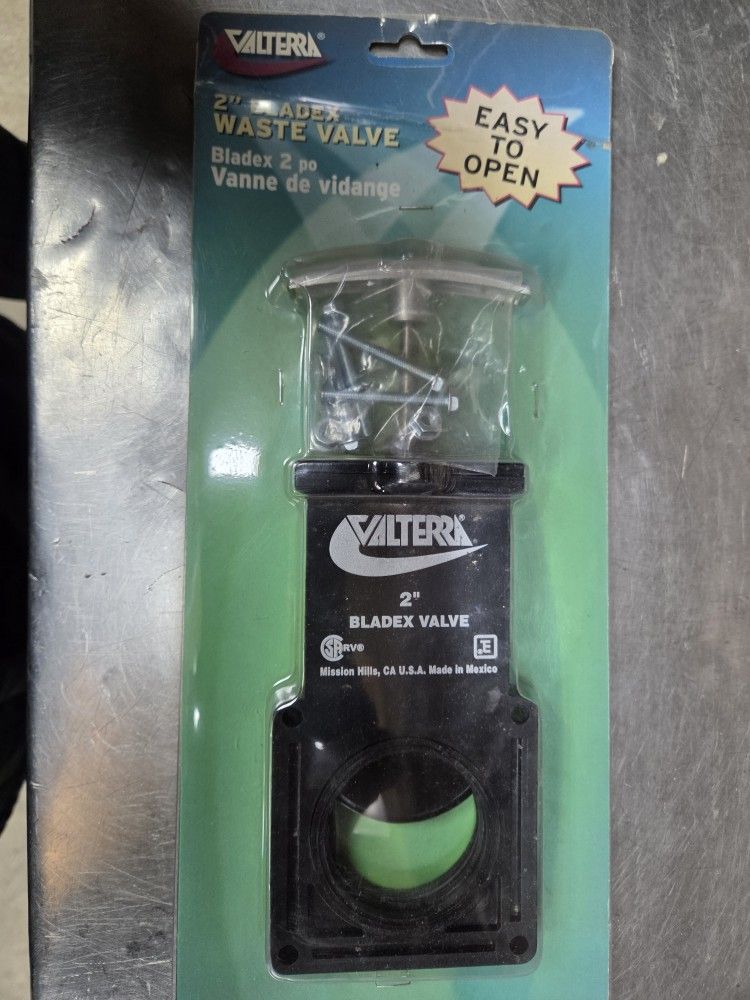 VALTERRA®
2" BLADEX
WASTE VALVE
Bladex 2 po
Vanne de vidange
EASY
TO
OPEN
VALTERRA®
2"
BLADEX VALVE
SA RV®
Mission Hills, CA U.S.A. Made in Mexico